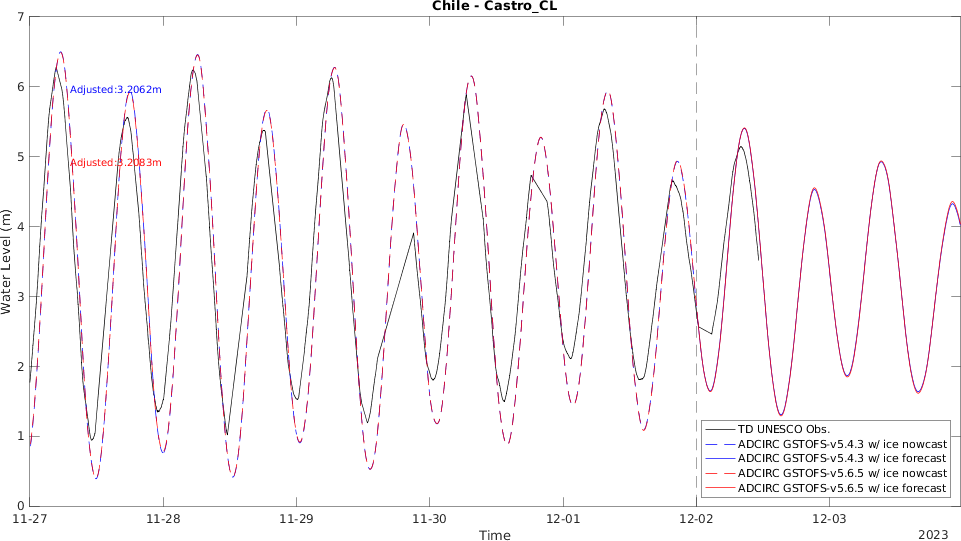 Chile - Castro_CL
7
6
5
4
3
2
1
0
Water Level (m)
Adjusted:3.2062m
Adjusted:3.2083m
TD UNESCO Obs.
ADCIRC GSTOFS-v5.4.3 w/ ice nowcast
ADCIRC GSTOFS-v5.4.3 w/ ice forecast
ADCIRC GSTOFS-v5.6.5 w/ ice nowcast
ADCIRC GSTOFS-v5.6.5 w/ ice forecast
11-27 11-28 11-29 11-30 12-01 12-02 12-03
Time
2023